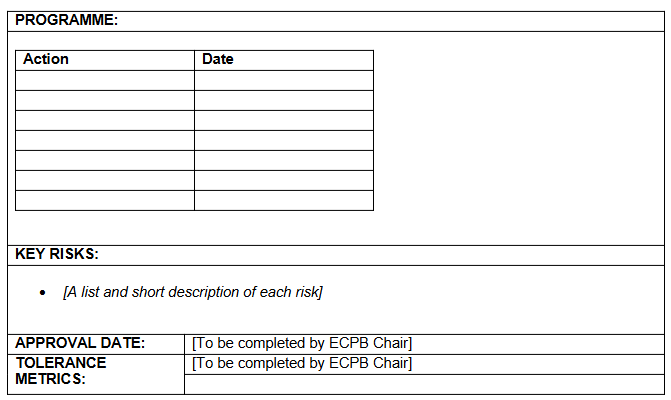 PROGRAMME:
Action Date
KEY RISKS:
• [A list and short description of each risk]
APPROVAL DATE: [To be completed by ECPB Chair]
TOLERANCE [To be completed by ECPB Chair]
METRICS: